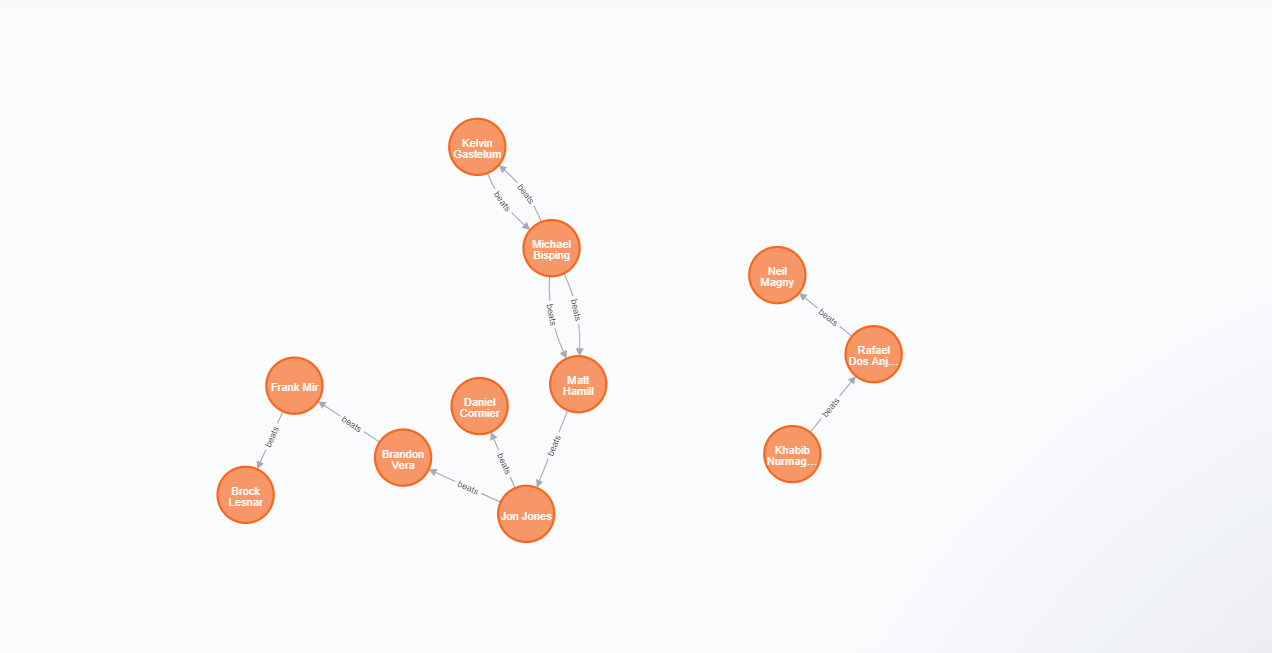 Kelvin
Gastelum
beats
beats
Michael
Bisping
beats
beats
Neil
Magny
beats
Rafael
Dos Anj...
beats
Khabib
Nurmag...
Matt
Hamill
beats
Daniel
Cormier
beats
Jon Jones
beats
Brandon
Vera
beats
Frank Mir
beats
Brock
Lesnar